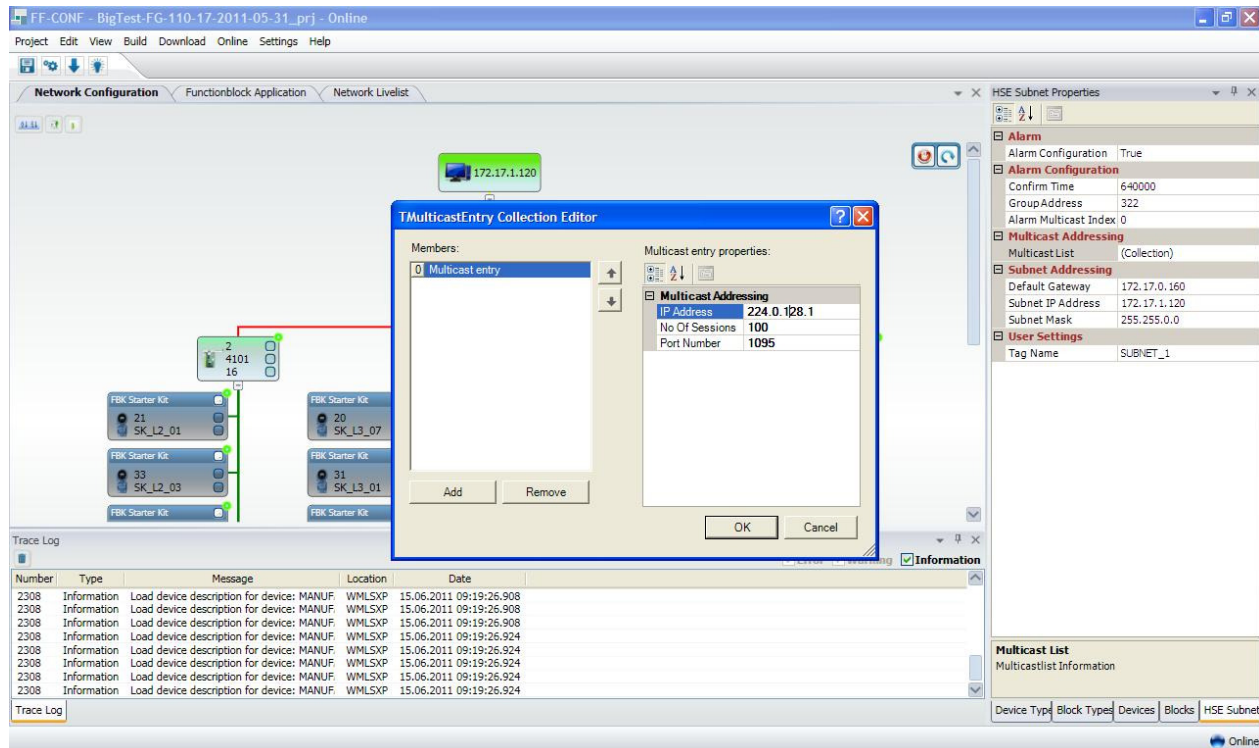 FF-CONF - BigTest-FG-110-17-2011-05-31_prj - Online
Project Edit View Build Download Online Settings Help
Network Configuration Functionblock Application Network Livelist
172.17.1.120
2
4101
16
FBK Starter Kit
21
SK_L2_01
FBK Starter Kit
20
SK_L3_07
FBK Starter Kit
33
SK_L2_03
FBK Starter Kit
31
SK_L3_01
FBK Starter Kit
FBK Starter Kit
TMulticastEntry Collection Editor
Members:
0 Multicast entry
Add Remove
Multicast entry properties:
Multicast Addressing
IP Address 224.0.128.1
No Of Sessions 100
Port Number 1095
OK Cancel
HSE Subnet Properties
Alarm
Alarm Configuration True
Alarm Configuration
Confirm Time 640000
GroupAddress 322
Alarm Multicast Index 0
Multicast Addressing
Multicast List (Collection)
Subnet Addressing
Default Gateway 172.17.0.160
Subnet IP Address 172.17.1.120
Subnet Mask 255.255.0.0
User Settings
Tag Name SUBNET_1
Multicast List
Multicastlist Information
Device Type Block Types Devices Blocks HSE Subnet
Trace Log
Information
Number Type Message Location Date
2308 Information Load device description for device: MANUF. WMLSXP 15.06.2011 09:19:26.908
2308 Information Load device description for device: MANUF. WMLSXP 15.06.2011 09:19:26.908
2308 Information Load device description for device: MANUF. WMLSXP 15.06.2011 09:19:26.908
2308 Information Load device description for device: MANUF. WMLSXP 15.06.2011 09:19:26.924
2308 Information Load device description for device: MANUF. WMLSXP 15.06.2011 09:19:26.924
2308 Information Load device description for device: MANUF. WMLSXP 15.06.2011 09:19:26.924
2308 Information Load device description for device: MANUF. WMLSXP 15.06.2011 09:19:26.924
2308 Information Load device description for device: MANUF. WMLSXP 15.06.2011 09:19:26.924
Trace Log
Online